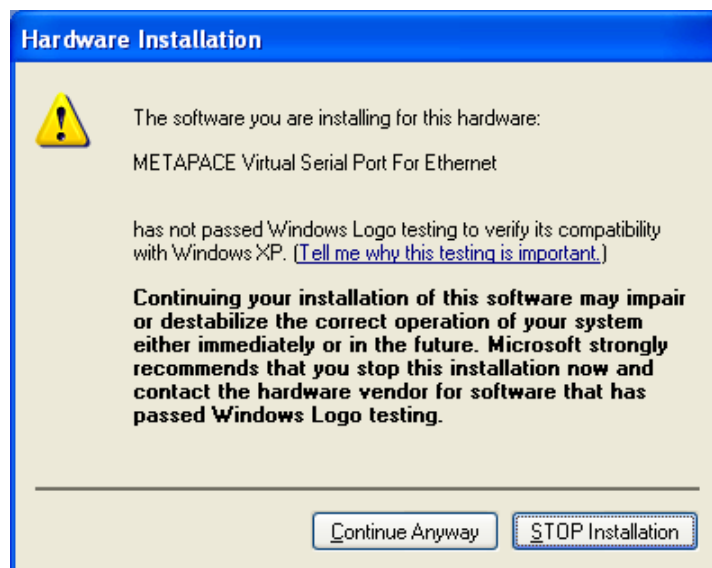 Hardware Installation
The software you are installing for this hardware:
METAPACE Virtual Serial Port For Ethernet
has not passed Windows Logo testing to verify its compatibility
with Windows XP. (Tell me why this testing is important.)
Continuing your installation of this software may impair
or destabilize the correct operation of your system
either immediately or in the future. Microsoft strongly
recommends that you stop this installation now and
contact the hardware vendor for software that has
passed Windows Logo testing.
Continue Anyway
STOP Installation